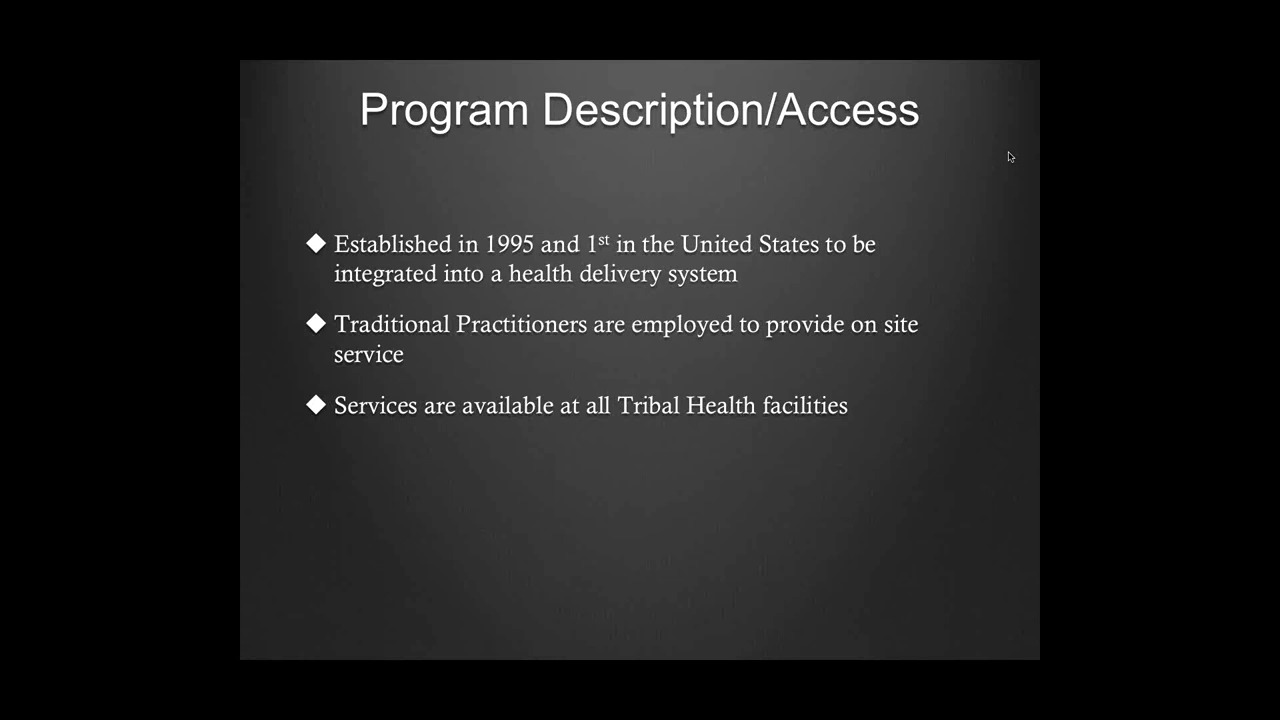 Program Description/Access
Established in 1995 and 1st in the United States to be
integrated into a health delivery system
Traditional Practitioners are employed to provide on site
service
Services are available at all Tribal Health facilities